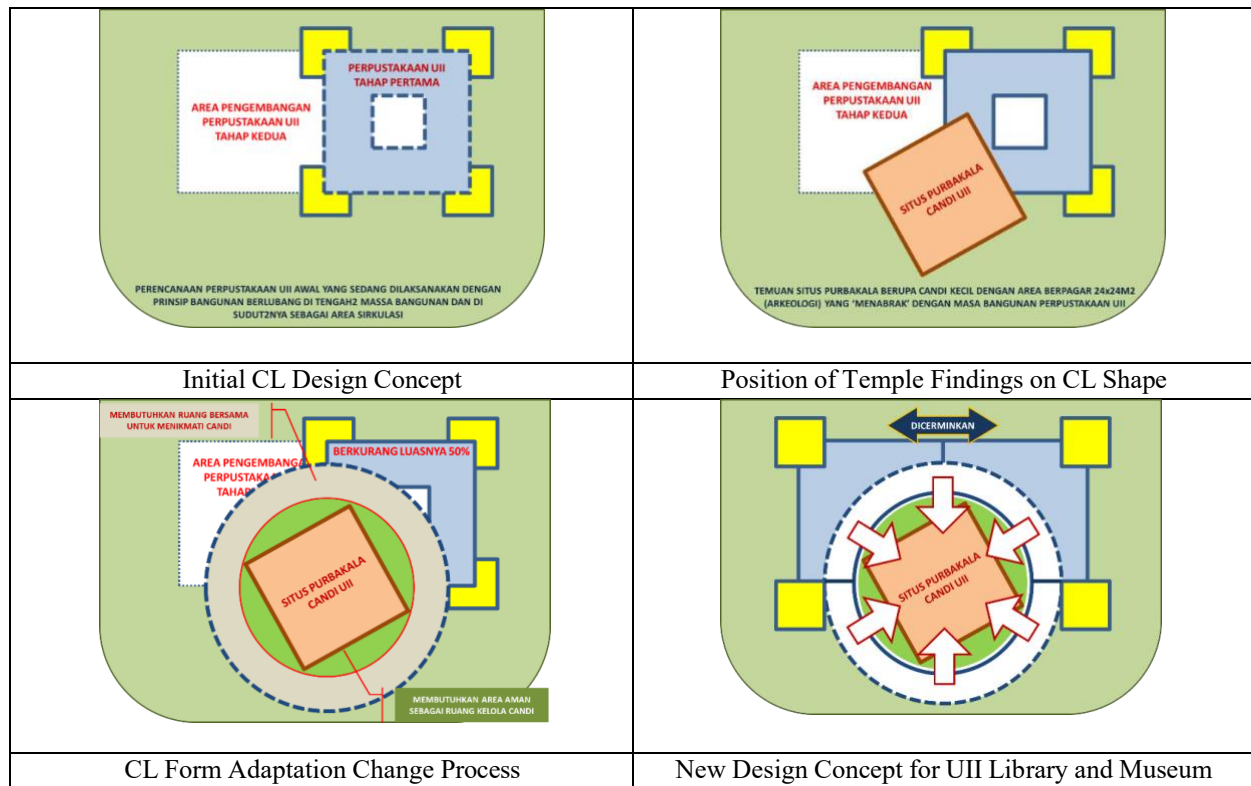 PERPUSTAKAAN UII
TAHAP PERTAMA
AREA PENGEMBANGAN
PERPUSTAKAAN UII
TAHAP KEDUA
PERENCANAAN PERPUSTAKAAN UII AWAL YANG SEDANG DILAKSANAKAN DENGAN
PRINSIP BANGUNAN BERLUBANG DI TENGAH2 MASSA BANGUNAN DAN DI
SUDUT2NYA SEBAGAI AREA SIRKULASI
Initial CL Design Concept
AREA PENGEMBANGAN
PERPUSTAKAAN UII
TAHAP KEDUA
SITUS PURBAKALA
CANDI UII
TEMUAN SITUS PURBAKALA BERUPA CANDI KECIL DENGAN AREA BERPAGAR 24x24M2
(ARKEOLOGI) YANG 'MENABRAK' DENGAN MASA BANGUNAN PERPUSTAKAAN UII
Position of Temple Findings on CL Shape
MEMBUTUHKAN RUANG BERSAMA
UNTUK MENIKMATI CANDI
BERKURANG LUASNYA 50%
AREA PENGEMBANGA
PERPUSTAKA
TAHAP
SITUS PURBAKALA
CANDI UII
MEMBUTUHKAN AREA AMAN
SEBAGAI RUANG KELOLA CANDI
CL Form Adaptation Change Process
DICERMINKAN
SITUS PURBAKALA
CANDI UII
New Design Concept for UII Library and Museum